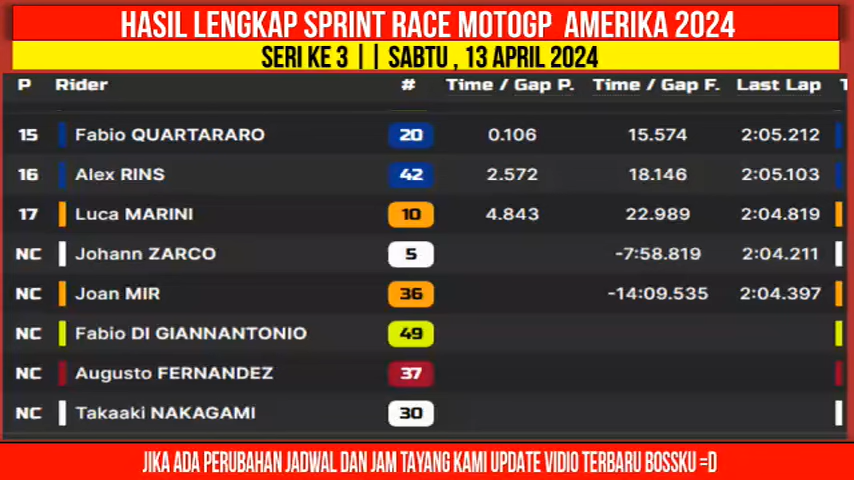 HASIL LENGKAP SPRINT RACE MOTOGP AMERIKA 2024
SERI KE 3 || SABTU , 13 APRIL 2024
P Rider # Time / Gap P. Time / Gap F. Last Lap T
15 Fabio QUARTARARO 20 0.106 15.574 2:05.212
16 Alex RINS 42 2.572 18.146 2:05.103
17 Luca MARINI 10 4.843 22.989 2:04.819
NC Johann ZARCO 5 -7:58.819 2:04.211
NC Joan MIR 36 -14:09.535 2:04.397
NC Fabio DI GIANNANTONIO 49
NC Augusto FERNANDEZ 37
NC Takaaki NAKAGAMI 30
JIKA ADA PERUBAHAN JADWAL DAN JAM TAYANG KAMI UPDATE VIDIO TERBARU BOSSKU =D